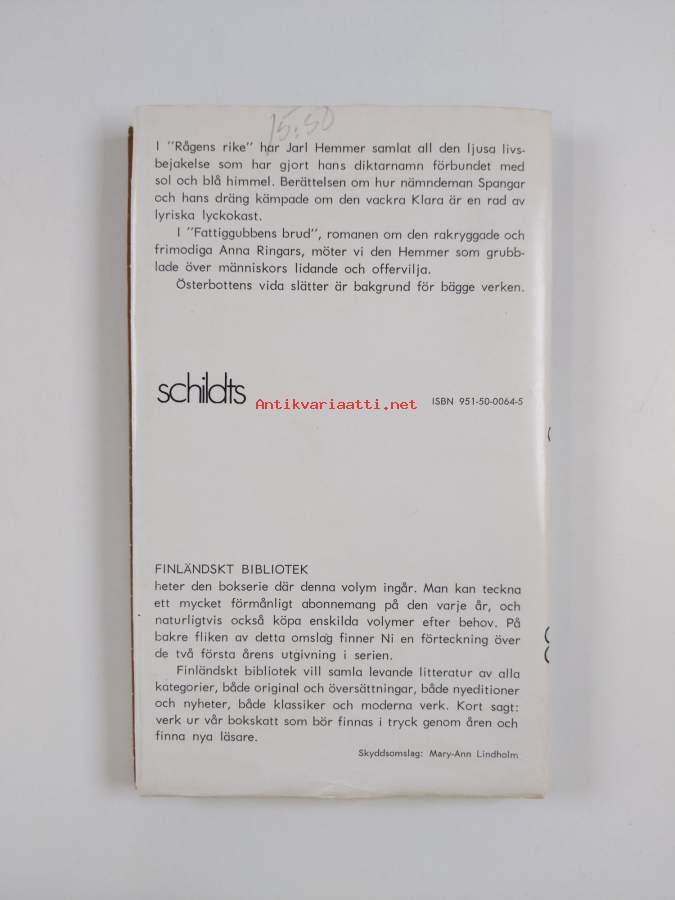 15:50
I "Rågens rike" har Jarl Hemmer samlat all den ljusa livs-
bejakelse som har gjort hans diktarnamn förbundet med
sol och blå himmel. Berättelsen om hur nämndeman Spangar
och hans dräng kämpade om den vackra Klara är en rad av
lyriska lyckokast.
I "Fattiggubbens brud", romanen om den rakryggade och
frimodiga Anna Ringars, möter vi den Hemmer som grubb-
lade över människors lidande och offervilja.
Österbottens vida slätter är bakgrund för bägge verken.
schildts
Antikvariaatti.net
ISBN 951-50-0064-5
FINLÄNDSKT BIBLIOTEK
heter den bokserie där denna volym ingår. Man kan teckna
ett mycket förmånligt abonnemang på den varje år, och
naturligtvis också köpa enskilda volymer efter behov. På
bakre fliken av detta omslag finner Ni en förteckning över
de två första årens utgivning i serien.
Finländskt bibliotek vill samla levande litteratur av alla
kategorier, både original och översättningar, både nyeditioner
och nyheter, både klassiker och moderna verk. Kort sagt:
verk ur vår bokskatt som bör finnas i tryck genom åren och
finna nya läsare.
Skyddsomslag: Mary-Ann Lindholm